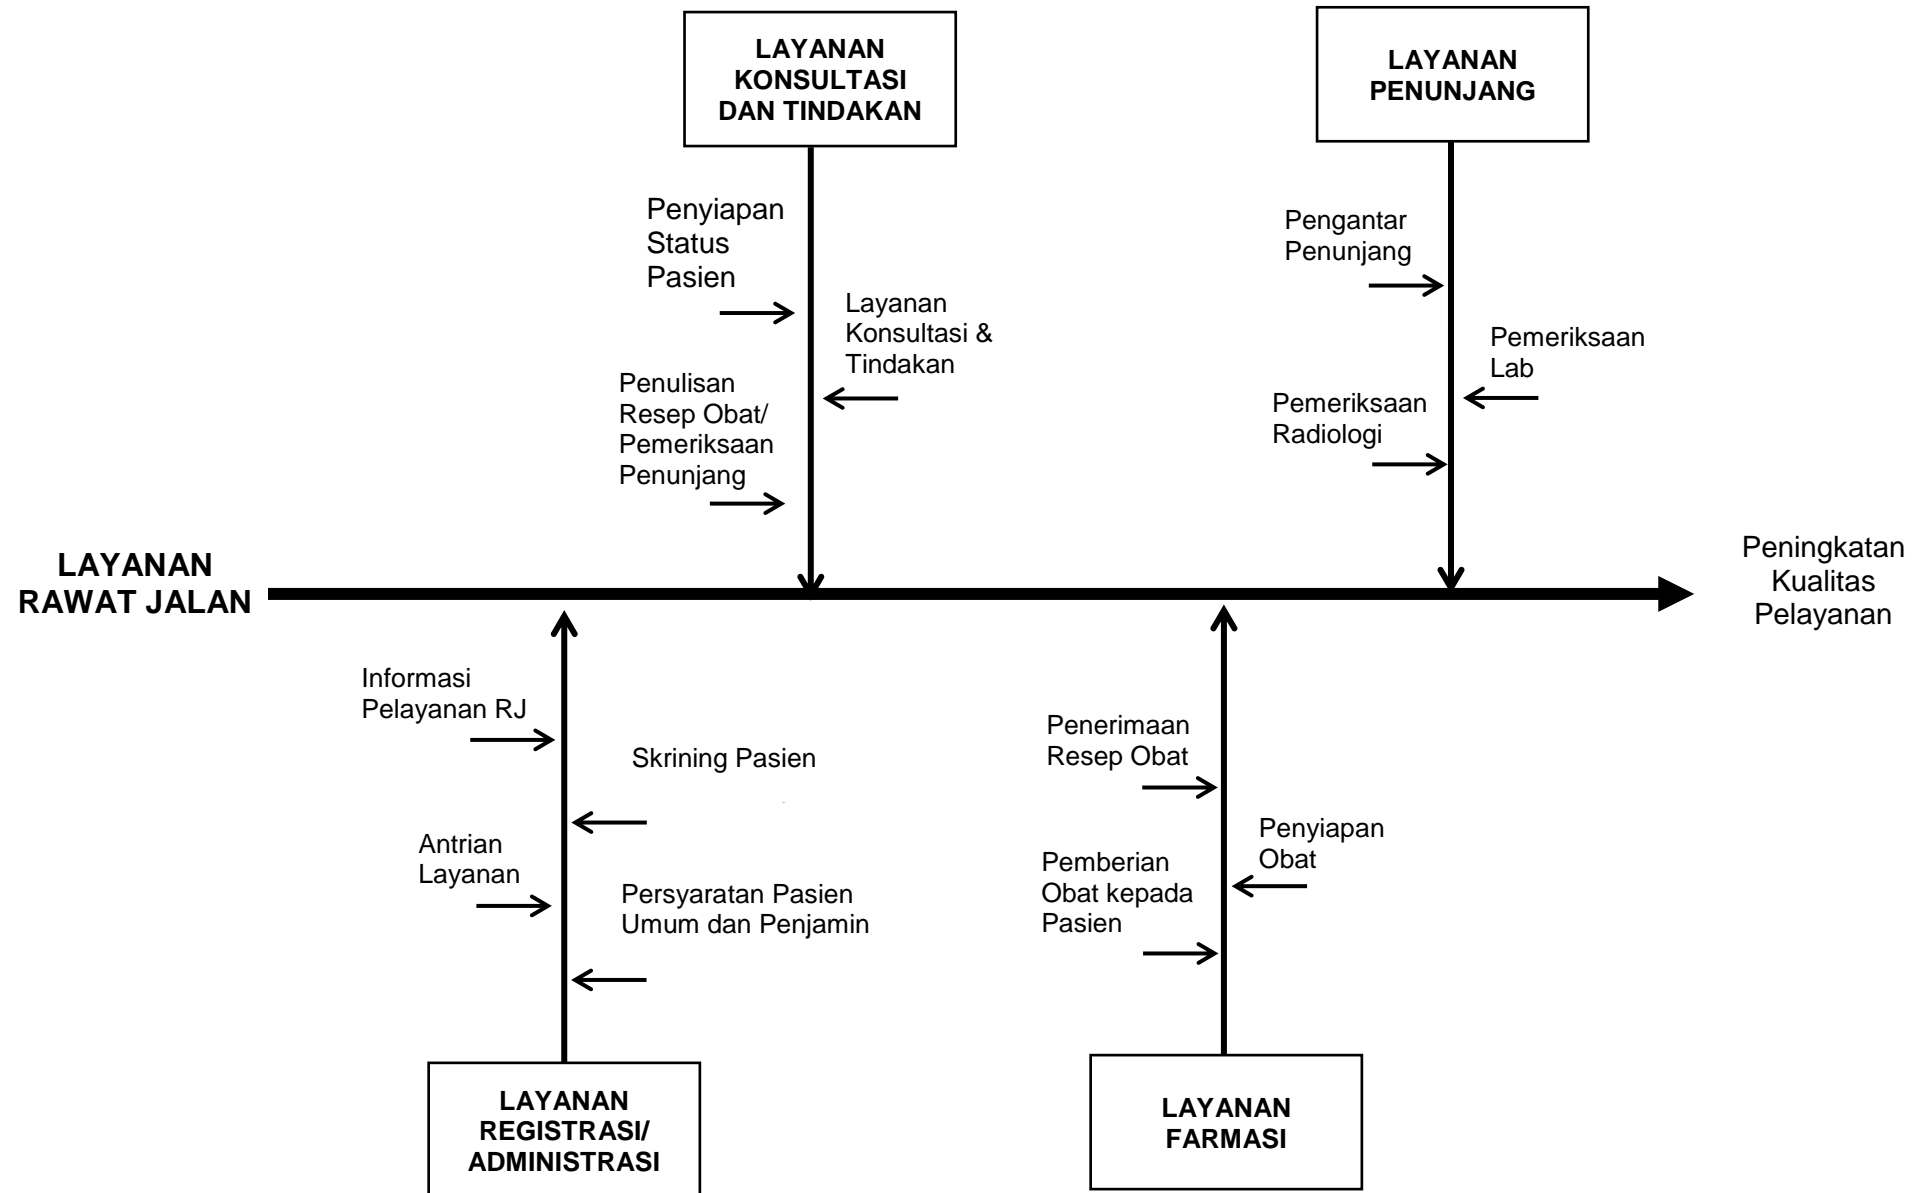 LAYANAN
KONSULTASI
DAN TINDAKAN
LAYANAN
PENUNJANG
Penyiapan
Status
Pasien
Layanan
Konsultasi &
Tindakan
Penulisan
Resep Obat/
Pemeriksaan
Penunjang
Pengantar
Penunjang
Pemeriksaan
Lab
Pemeriksaan
Radiologi
LAYANAN
RAWAT JALAN
Peningkatan
Kualitas
Pelayanan
Informasi
Pelayanan RJ
Skrining Pasien
Antrian
Layanan
Persyaratan Pasien
Umum dan Penjamin
Penerimaan
Resep Obat
Penyiapan
Obat
Pemberian
Obat kepada
Pasien
LAYANAN
REGISTRASI/
ADMINISTRASI
LAYANAN
FARMASI